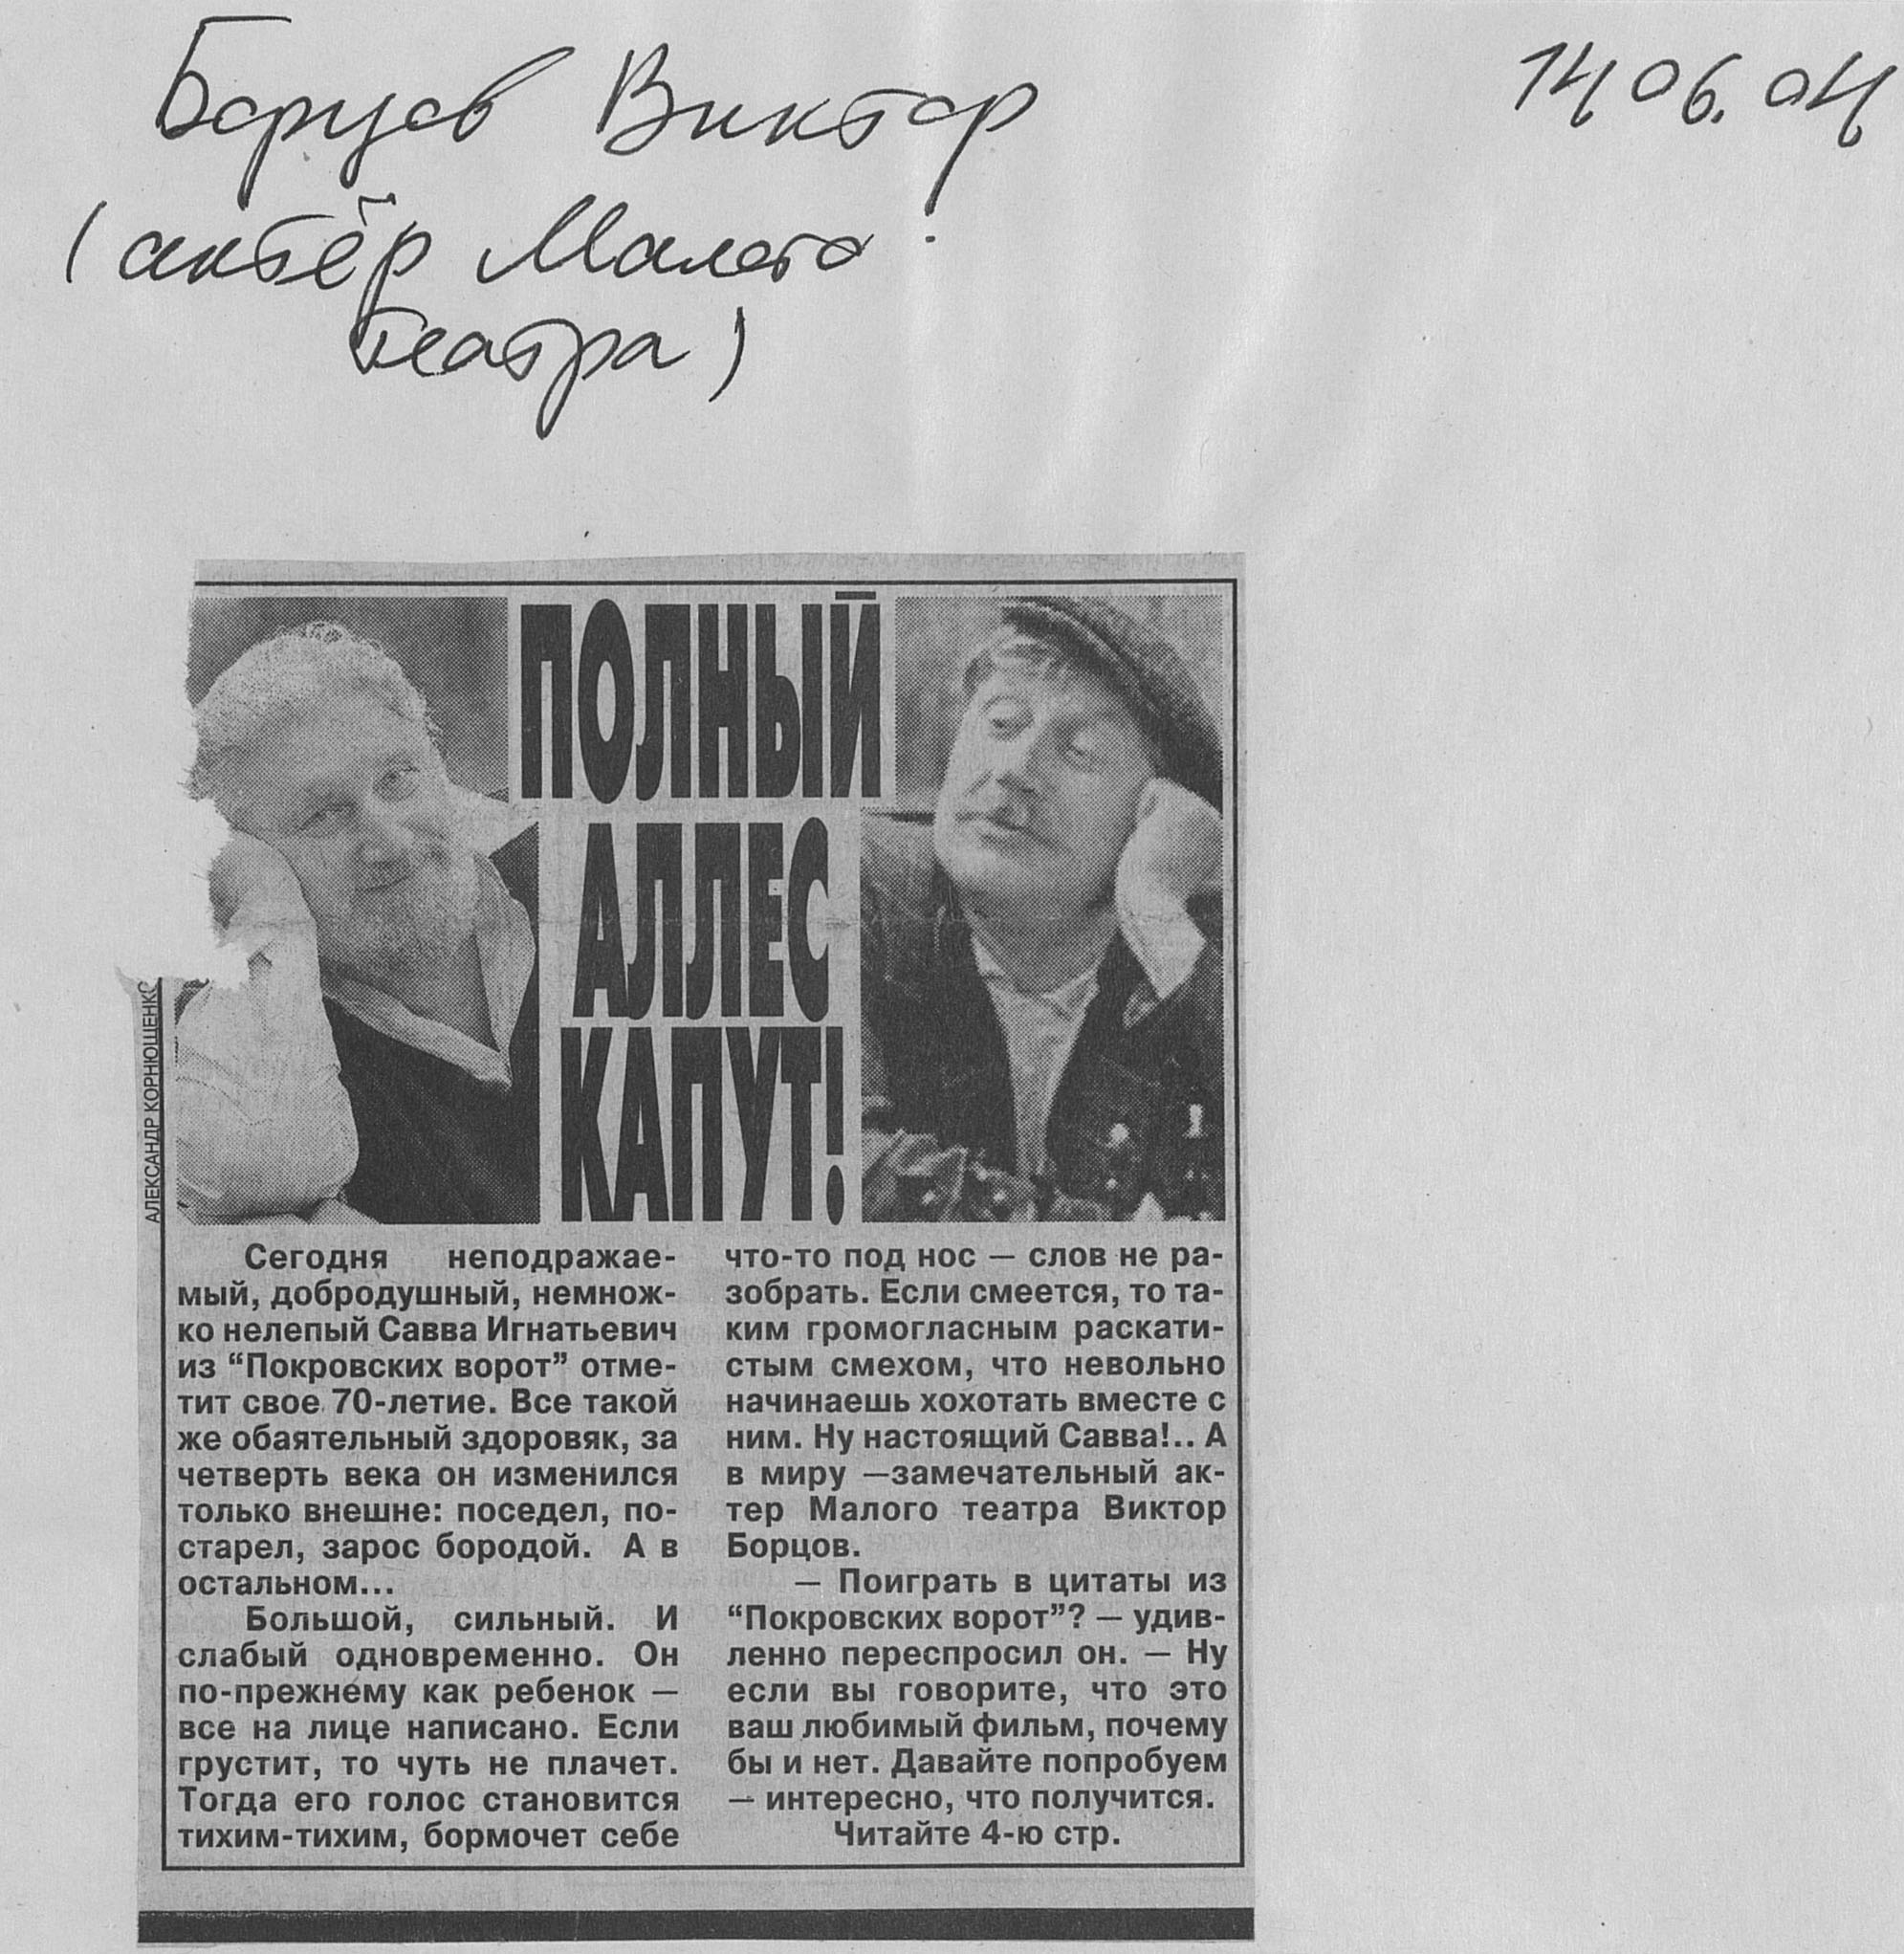 Борцов Виктор
14 06.04
(актёр Малого
театра)
ПОЛНЫЙ
АЛЛЕС
КАПУТ!
АЛЕКСАНДР КОРНЮЩЕНКО
Сегодня неподражае-
мый, добродушный, немнож-
ко нелепый Савва Игнатьевич
из “Покровских ворот” отме-
тит свое 70-летие. Все такой
же обаятельный здоровяк, за
четверть века он изменился
только внешне: поседел, по-
старел, зарос бородой. А в
остальном...
Большой, сильный. И
слабый одновременно. Он
по-прежнему как ребенок —
все на лице написано. Если
грустит, то чуть не плачет.
Тогда его голос становится
тихим-тихим, бормочет себе
что-то под нос — слов не ра-
зобрать. Если смеется, то та-
ким громогласным раскати-
стым смехом, что невольно
начинаешь хохотать вместе с
ним. Ну настоящий Савва!.. А
в миру —замечательный ак-
тер Малого театра Виктор
Борцов.
— Поиграть в цитаты из
“Покровских ворот”? — удив-
ленно переспросил он. — Ну
если вы говорите, что это
ваш любимый фильм, почему
бы и нет. Давайте попробуем
— интересно, что получится.
Читайте 4-ю стр.